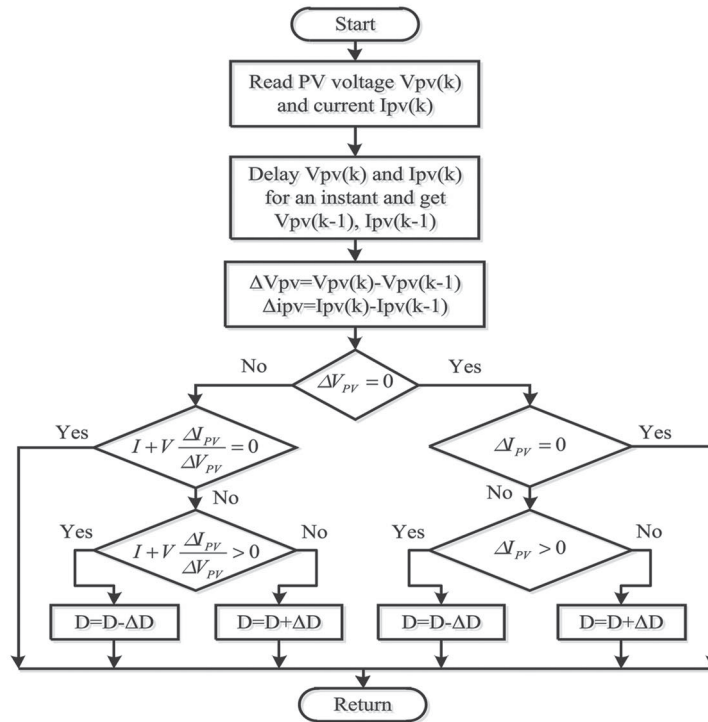 Start
Read PV voltage Vpv(k)
and current Ipv(k)
Delay Vpv(k) and Ipv(k)
for an instant and get
Vpv(k-1), Ipv(k-1)
ΔVpv=Vpv(k)-Vpv(k-1)
Δipv=Ipv(k)-Ipv(k-1)
No
ΔV_PV = 0
Yes
Yes
I + V ΔI_PV/ΔV_PV = 0
ΔI_PV = 0
Yes
No
No
Yes
I + V ΔI_PV/ΔV_PV > 0
No
Yes
ΔI_PV > 0
No
D=D-ΔD
D=D+ΔD
D=D-ΔD
D=D+ΔD
Return